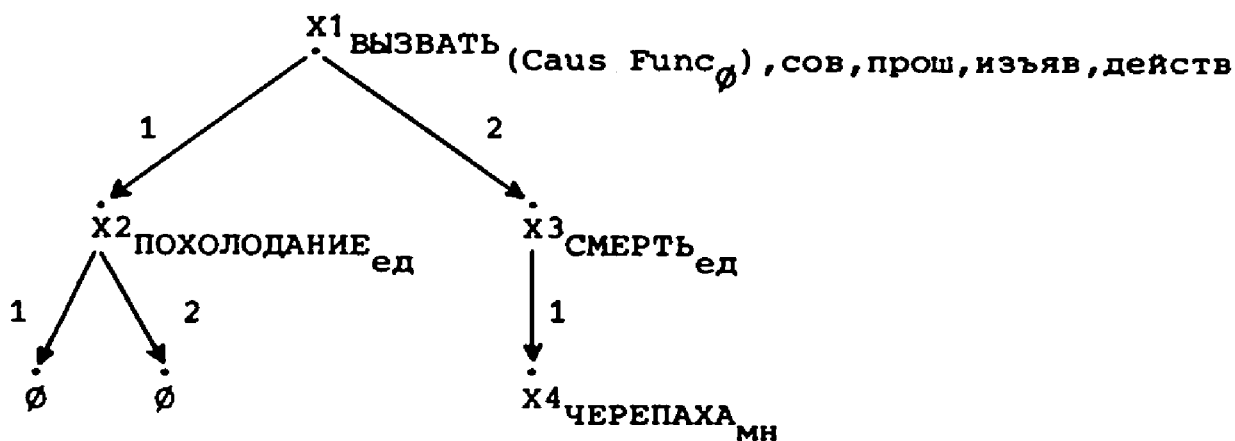 X1 ВЫЗВАТЬ (Caus Func∅),сов,прош,изъяв,действ
1 2
X2 ПОХОЛОДАНИЕ ед X3 СМЕРТЬ ед
1 2 1
∅ ∅ X4 ЧЕРЕПАХА мн